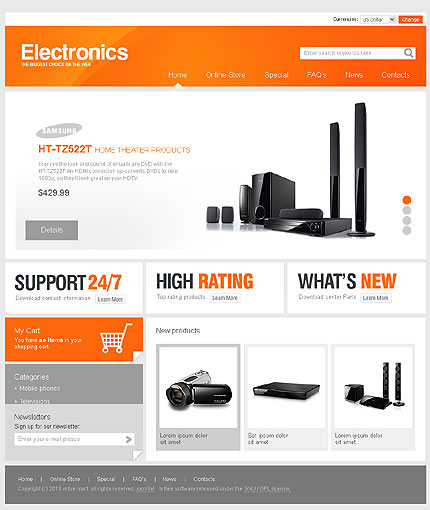 Currencies: US Dollar Change
Electronics
THE BIGGEST CHOICE ON THE WEB
Enter search keywords here
Home Online Store Special FAQ's News Contacts
SAMSUNG
HT-TZ522T HOME THEATER PRODUCTS
Improve the look and sound of virtually any DVD with the
HT-TZ522T. An HDMI connection up-converts DVDs to near
1080p, so they look great on your HDTV.
$429.99
Details
SUPPORT 24/7
Download contact information Learn More
HIGH RATING
Top rating products Learn More
WHAT'S NEW
Download center Parts Learn More
My Cart
You have no items in your
shopping cart.
Categories
+ Mobile phones
+ Televisions
Newsletters
Sign up for our newsletter:
Enter your e-mail please
New products
Lorem ipsum dolor
sit amet
Set ipsum dolor
sit amet
Lorem ipsum dolor
sit amet
Home | Online Store | Special | FAQ's | News | Contacts
Copyright (c) 2013 virtue mart. all rights reserved. joomla! is free software released under the GNU / GPL license.